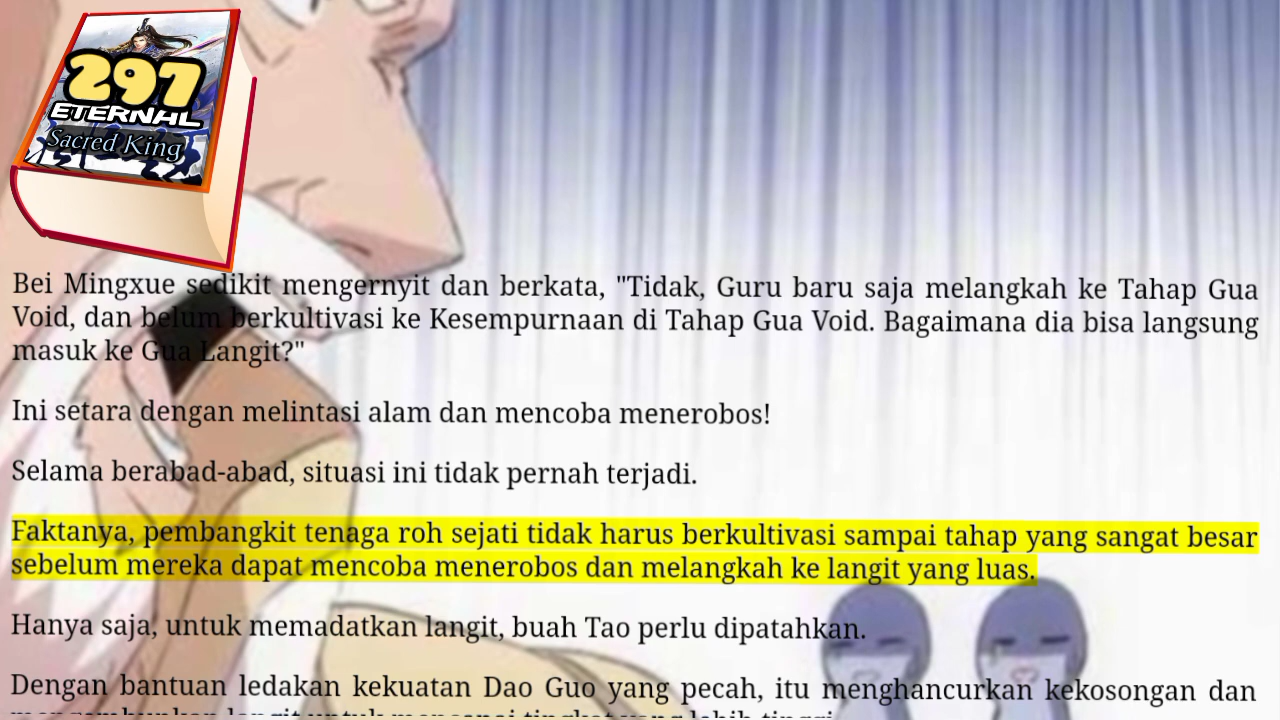 297
ETERNAL
Sacred King
Bei Mingxue sedikit mengernyit dan berkata, "Tidak, Guru baru saja melangkah ke Tahap Gua
Void, dan belum berkultivasi ke Kesempurnaan di Tahap Gua Void. Bagaimana dia bisa langsung
masuk ke Gua Langit?"
Ini setara dengan melintasi alam dan mencoba menerobos!
Selama berabad-abad, situasi ini tidak pernah terjadi.
Faktanya, pembangkit tenaga roh sejati tidak harus berkultivasi sampai tahap yang sangat besar
sebelum mereka dapat mencoba menerobos dan melangkah ke langit yang luas.
Hanya saja, untuk memadatkan langit, buah Tao perlu dipatahkan.
Dengan bantuan ledakan kekuatan Dao Guo yang pecah, itu menghancurkan kekosongan dan